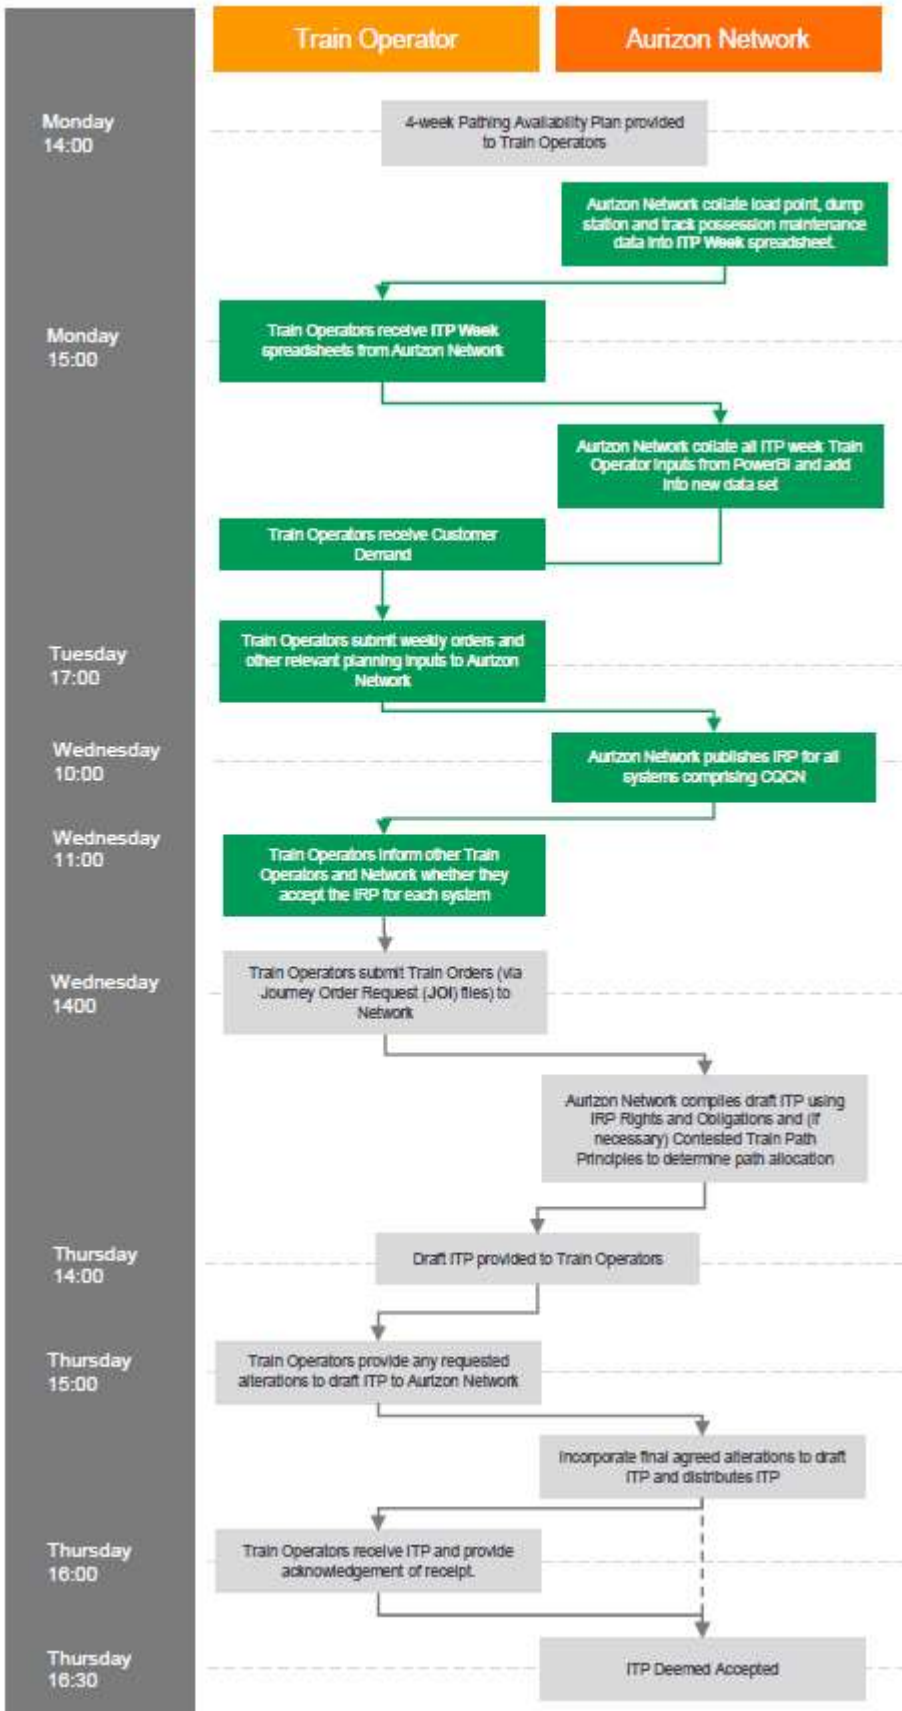 Train Operator
Aurizon Network
Monday
14:00
4-week Pathing Availability Plan provided
to Train Operators
Aurizon Network collate load point, dump
station and track possession maintenance
data into ITP Week spreadsheet.
Monday
15:00
Train Operators receive ITP Week
spreadsheets from Aurizon Network
Aurizon Network collate all ITP week Train
Operator inputs from PowerBI and add
into new data set
Train Operators receive Customer
Demand
Tuesday
17:00
Train Operators submit weekly orders and
other relevant planning inputs to Aurizon
Network
Wednesday
10:00
Aurizon Network publishes IRP for all
systems comprising CQCN
Wednesday
11:00
Train Operators inform other Train
Operators and Network whether they
accept the IRP for each system
Wednesday
1400
Train Operators submit Train Orders (via
Journey Order Request (JOI) files) to
Network
Aurizon Network compiles draft ITP using
IRP Rights and Obligations and (if
necessary) Contested Train Path
Principles to determine path allocation
Thursday
14:00
Draft ITP provided to Train Operators
Thursday
15:00
Train Operators provide any requested
alterations to draft ITP to Aurizon Network
Incorporate final agreed alterations to draft
ITP and distributes ITP
Thursday
16:00
Train Operators receive ITP and provide
acknowledgement of receipt.
Thursday
16:30
ITP Deemed Accepted